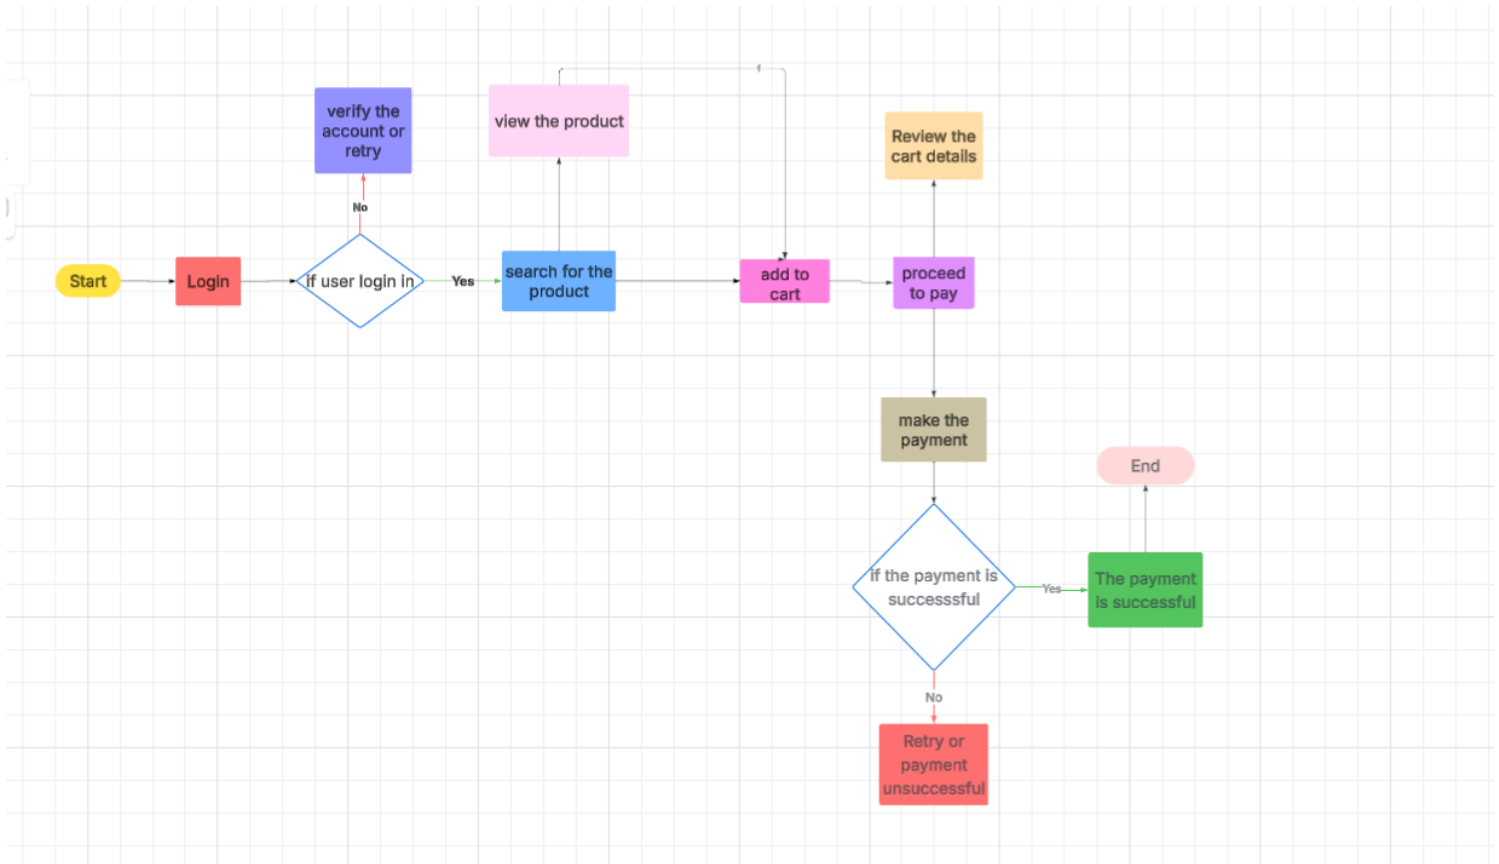 verify the
account or
retry
view the product
Review the
cart details
No
Start
Login
if user login in
Yes
search for the
product
add to
cart
proceed
to pay
make the
payment
End
if the payment is
successsful
Yes
The payment
is successful
No
Retry or
payment
unsuccessful